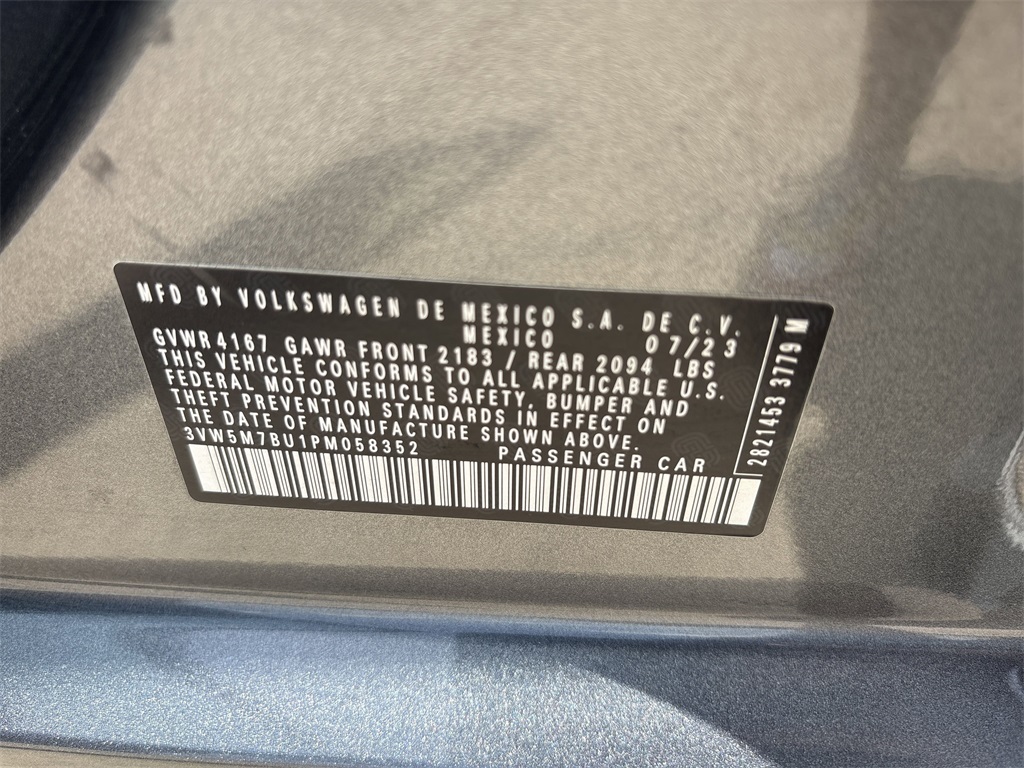 MFD BY VOLKSWAGEN DE MEXICO S.A. DE C.V.
MEXICO 07/23
GVWR 4167 GAWR FRONT 2183 / REAR 2094 LBS
THIS VEHICLE CONFORMS TO ALL APPLICABLE U.S.
FEDERAL MOTOR VEHICLE SAFETY, BUMPER AND
THEFT PREVENTION STANDARDS IN EFFECT ON
THE DATE OF MANUFACTURE SHOWN ABOVE.
3VW5M7BU1PM058352 PASSENGER CAR
2821453 3779 M